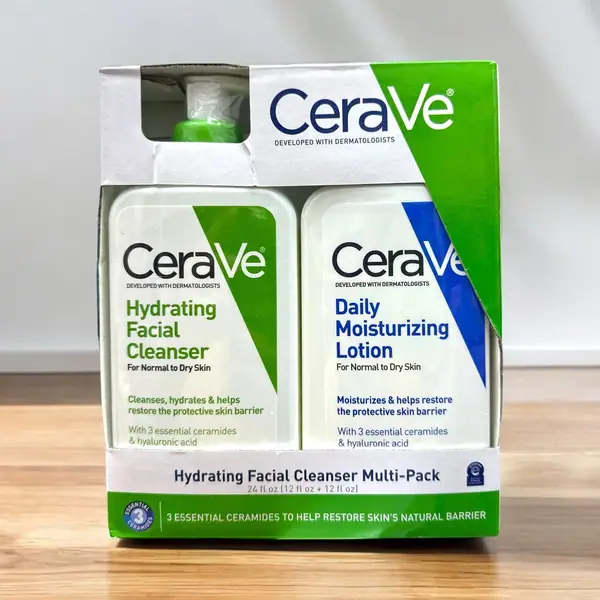 CeraVe®
DEVELOPED WITH DERMATOLOGISTS
CeraVe®
DEVELOPED WITH DERMATOLOGISTS
Hydrating
Facial
Cleanser
For Normal to Dry Skin
Cleanses, hydrates & helps
restore the protective skin barrier
With 3 essential ceramides
& hyaluronic acid
CeraVe
DEVELOPED WITH DERMATOLOGISTS
Daily
Moisturizing
Lotion
For Normal to Dry Skin
Moisturizes & helps restore
the protective skin barrier
With 3 essential ceramides
& hyaluronic acid
Hydrating Facial Cleanser Multi-Pack
24 fl oz (12 fl oz + 12 fl oz)
ESSENTIAL
3
CERAMIDES
3 ESSENTIAL CERAMIDES TO HELP RESTORE SKIN'S NATURAL BARRIER